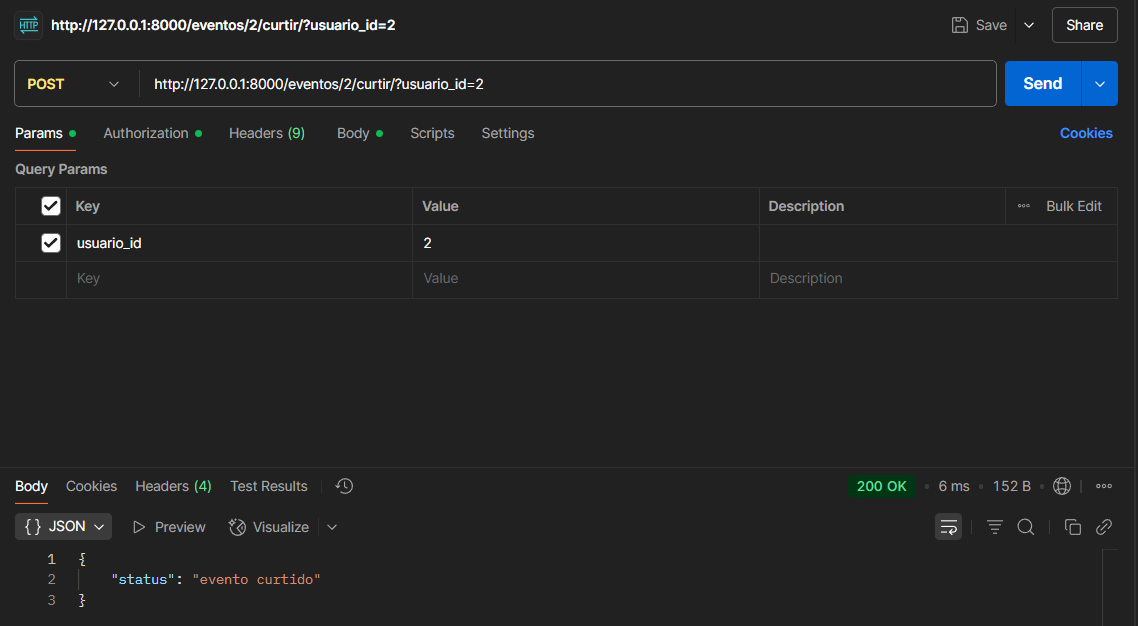 HTTP http://127.0.0.1:8000/eventos/2/curtir/?usuario_id=2 Save Share
POST http://127.0.0.1:8000/eventos/2/curtir/?usuario_id=2 Send
Params Authorization Headers (9) Body Scripts Settings Cookies
Query Params
Key Value Description Bulk Edit
usuario_id 2
Key Value Description
Body Cookies Headers (4) Test Results 200 OK 6 ms 152 B
{} JSON Preview Visualize
1 {
2 "status": "evento curtido"
3 }